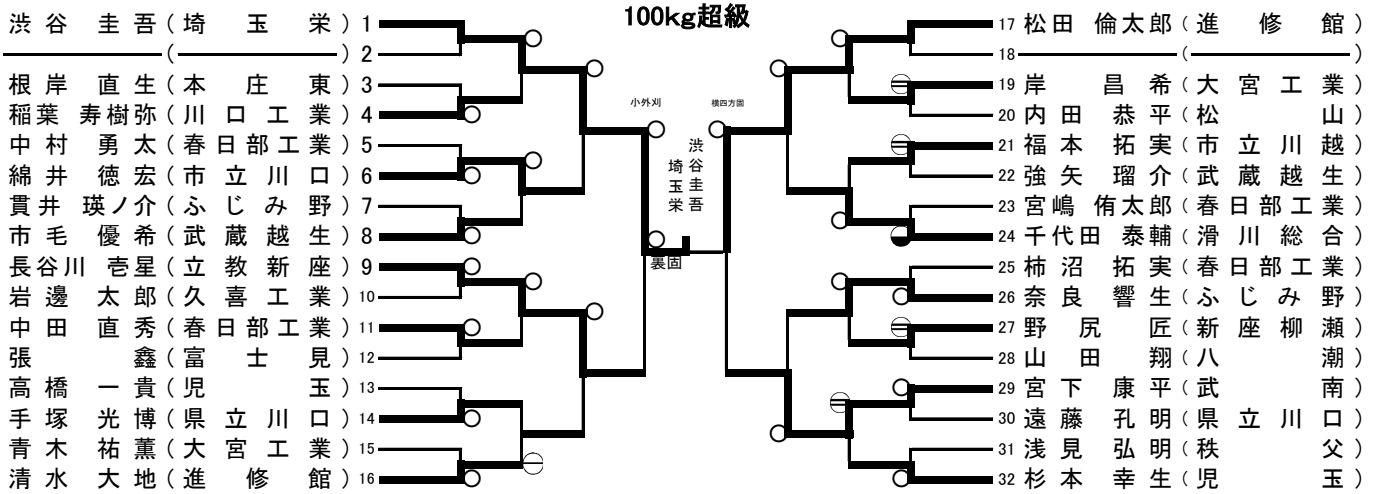 100kg超級
渋谷 圭吾 (埼玉栄) 1
( ) 2
根岸 直生 (本庄東) 3
稲葉 寿樹弥 (川口工業) 4
中村 勇太 (春日部工業) 5
綿井 徳宏 (市立川口) 6
貫井 瑛ノ介 (ふじみ野) 7
市毛 優希 (武蔵越生) 8
長谷川 壱星 (立教新座) 9
岩邊 太郎 (久喜工業) 10
中田 直秀 (春日部工業) 11
張 鑫 (富士見) 12
高橋 一貴 (児玉) 13
手塚 光博 (県立川口) 14
青木 祐薫 (大宮工業) 15
清水 大地 (進修館) 16
小外刈
横四方固
渋谷圭吾
埼玉栄
裏固
17 松田 倫太郎 (進修館)
18 ( )
19 岸 昌希 (大宮工業)
20 内田 恭平 (松山)
21 福本 拓実 (市立川越)
22 強矢 瑠介 (武蔵越生)
23 宮嶋 侑太郎 (春日部工業)
24 千代田 泰輔 (滑川総合)
25 柿沼 拓実 (春日部工業)
26 奈良 響生 (ふじみ野)
27 野尻 匠 (新座柳瀬)
28 山田 翔 (八潮)
29 宮下 康平 (武南)
30 遠藤 孔明 (県立川口)
31 浅見 弘明 (秩父)
32 杉本 幸生 (児玉)